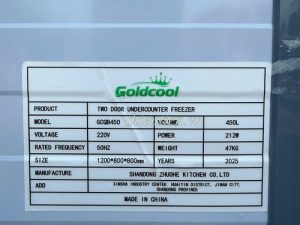 Goldcool
PRODUCT TWO DOOR UNDERCOUNTER FREEZER
MODEL GCQB450 VOLUME 450L
VOLTAGE 220V POWER 212W
RATED FREQUENCY 50HZ WEIGHT 47KG
SIZE 1200*800*800mm YEARS 2025
MANUFACTURE SHANDONG ZHUOHE KITCHEN CO.,LTD
ADD XINSHA INDUSTRY CENTER, HUAIYIN DISTRICT, JINAN CITY,
SHANDONG PROVINCE
MADE IN CHINA